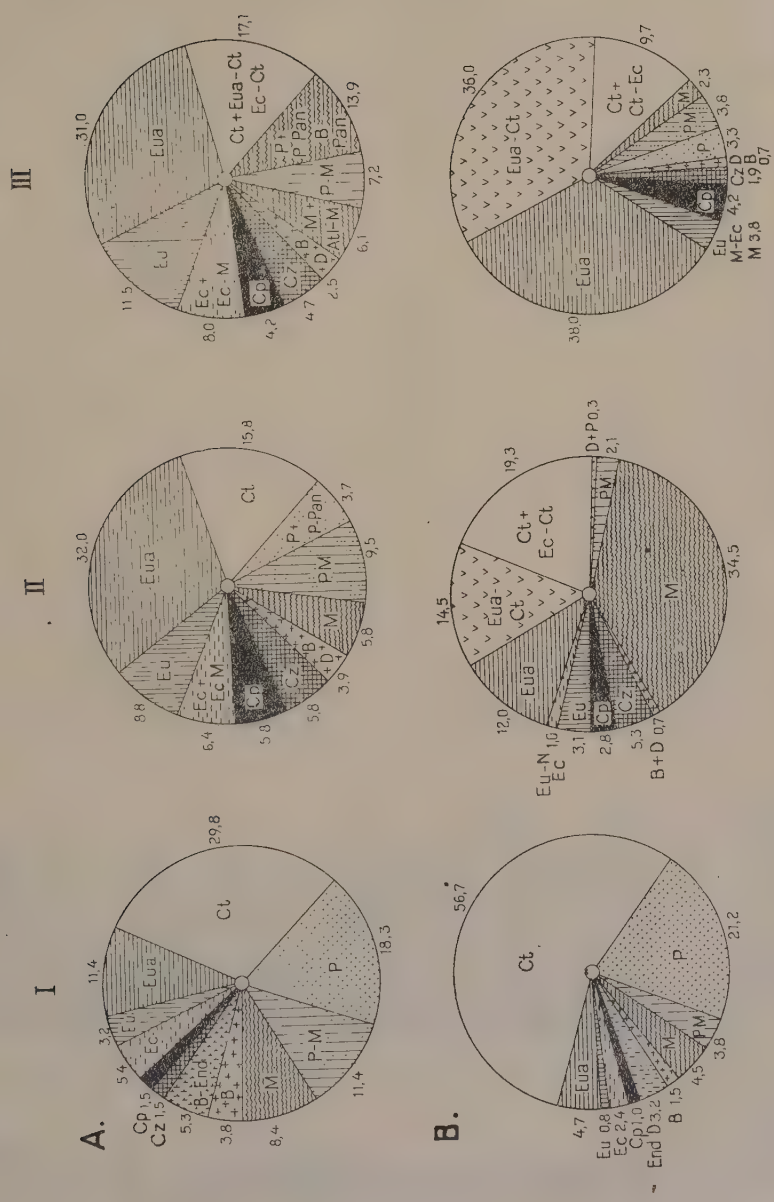 I
II
III
A.
11,4
Eua
29,8
Ct
18,3
P
11,4
P-M
8,4
M
3,8
B
5,3
B-End
Cz 1,5
Cp 1,5
5,4
Ec
3,2
Eu
32,0
Eua
15,8
Ct
P+
P-Pan
3,7
PM
9,5
M
5,8
B
D
3,9
Cz
5,8
Cp
5,8
Ec+
Ec M
6,4
Eu
8,8
31,0
Eua
17,1
Ct+Eua-Ct
Ec-Ct
13,9
P+
P Pan
B
Pan
7,2
P-M
6,1
M+
Atl-M
2,5
B
+D
4,7
Cz
4,2
Cp
8,0
Ec+
Ec-M
11,5
EU
B.
56,7
Ct
21,2
P
3,8
PM
4,5
M
B 1,5
End D 3,2
Cp 1,0
Ec 2,4
Eu 0,8
4,7
Eua
14,5
Eua-
Ct
19,3
Ct+
Ec-Ct
D+P 0,3
PM
2,1
M
34,5
B+D 0,7
Cz
5,3
Cp
2,8
Eu
3,1
Eu-N
Ec
1,0
Eua
12,0
36,0
Eua-Ct
9,7
Ct+
Ct-Ec
M
2,3
PM
3,8
P
3,3
D
B
0,7
Cz
1,9
Cp
4,2
Eu
M-Ec
M 3,8
Eua
38,0